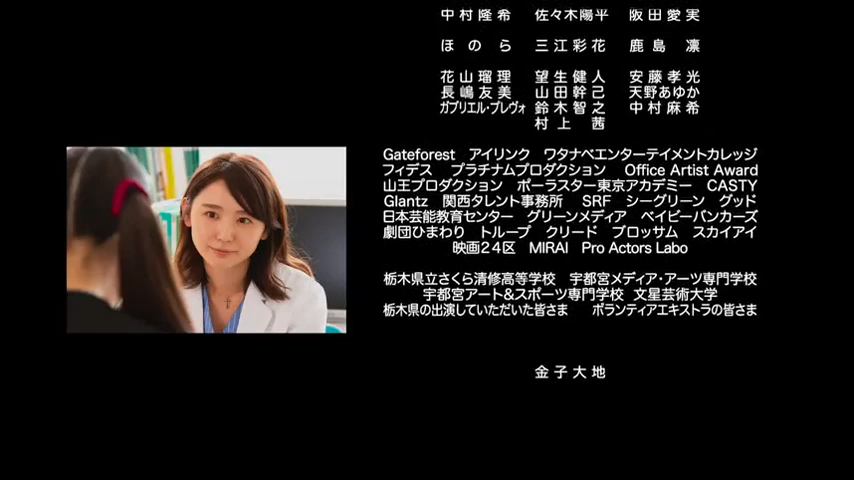 中村隆希 佐々木陽平 阪田愛実
ほのら 三江彩花 鹿島凛
花山瑠理 望生健人 安藤孝光
長嶋友美 山田幹己 天野あゆか
ガブリエル・プレヴォ 鈴木智之 中村麻希
村上茜
Gateforest アイリンク ワタナベエンターテイメントカレッジ
フィデス プラチナムプロダクション Office Artist Award
山王プロダクション ポーラスター東京アカデミー CASTY
Glantz 関西タレント事務所 SRF シーグリーン グッド
日本芸能教育センター グリーンメディア ベイビーバンカーズ
劇団ひまわり トループ クリード ブロッサム スカイアイ
映画24区 MIRAI Pro Actors Labo
栃木県立さくら清修高等学校 宇都宮メディア・アーツ専門学校
宇都宮アート&スポーツ専門学校 文星芸術大学
栃木県の出演していただいた皆さま ボランティアエキストラの皆さま
金子大地